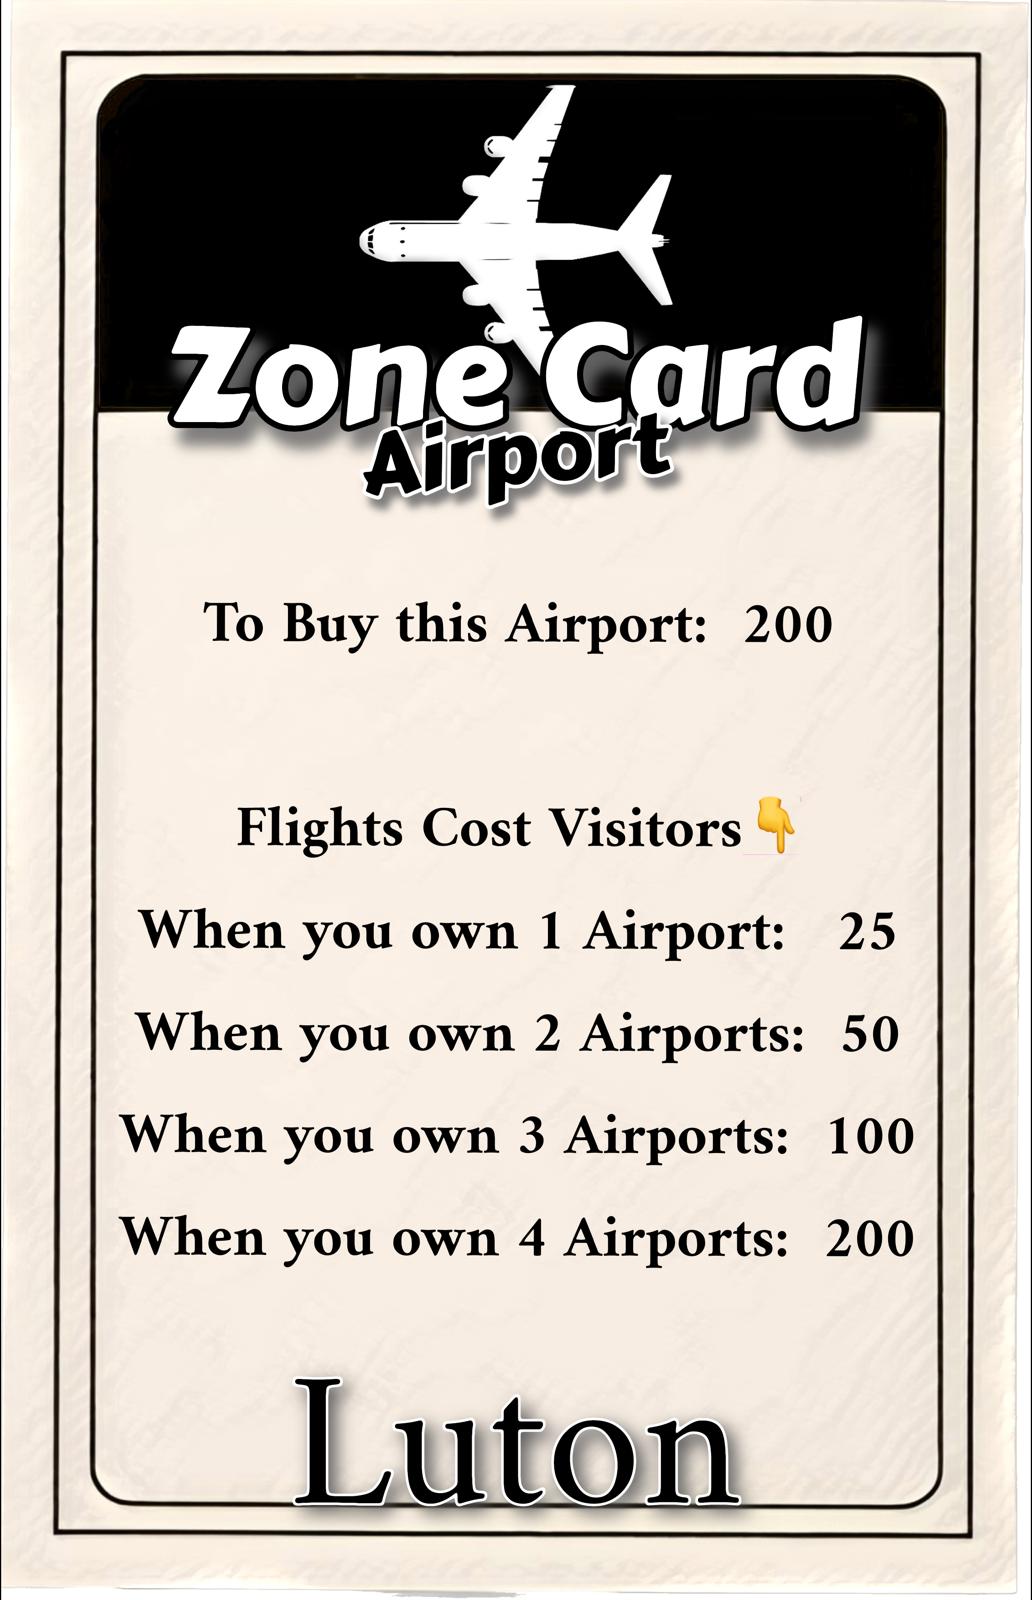 Zone Card
Airport
To Buy this Airport: 200
Flights Cost Visitors👇
When you own 1 Airport: 25
When you own 2 Airports: 50
When you own 3 Airports: 100
When you own 4 Airports: 200
Luton